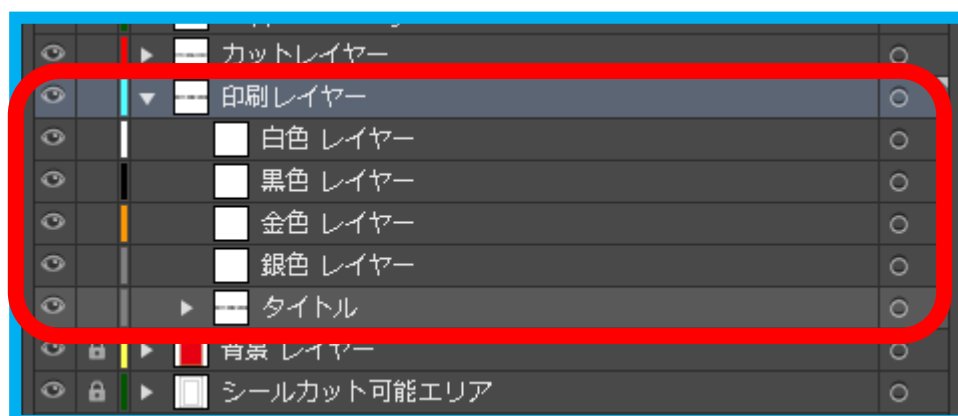 カットレイヤー
印刷レイヤー
白色 レイヤー
黒色 レイヤー
金色 レイヤー
銀色 レイヤー
タイトル
背景 レイヤー
シールカット可能エリア